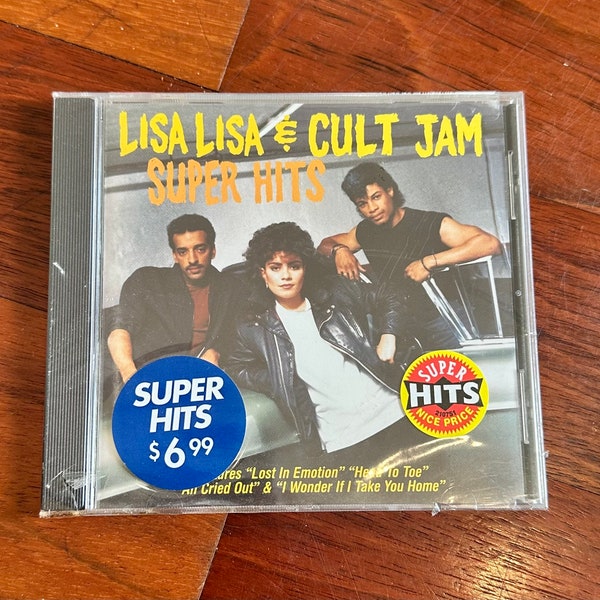 LISA LISA & CULT JAM
SUPER HITS
SUPER
HITS
$6.99
SUPER
HITS
NICE PRICE
"Lost In Emotion" "Head To Toe"
"All Cried Out" & "I Wonder If I Take You Home"